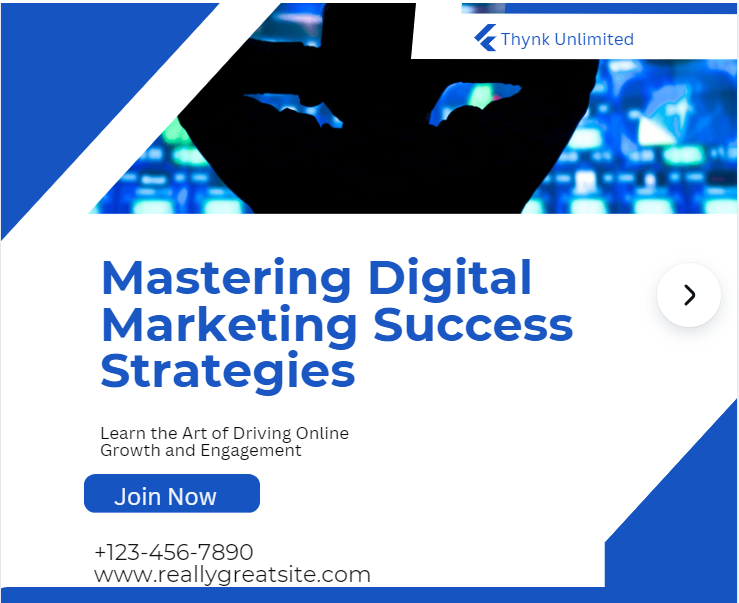 Thynk Unlimited
Mastering Digital
Marketing Success
Strategies
Learn the Art of Driving Online
Growth and Engagement
Join Now
+123-456-7890
www.reallygreatsite.com